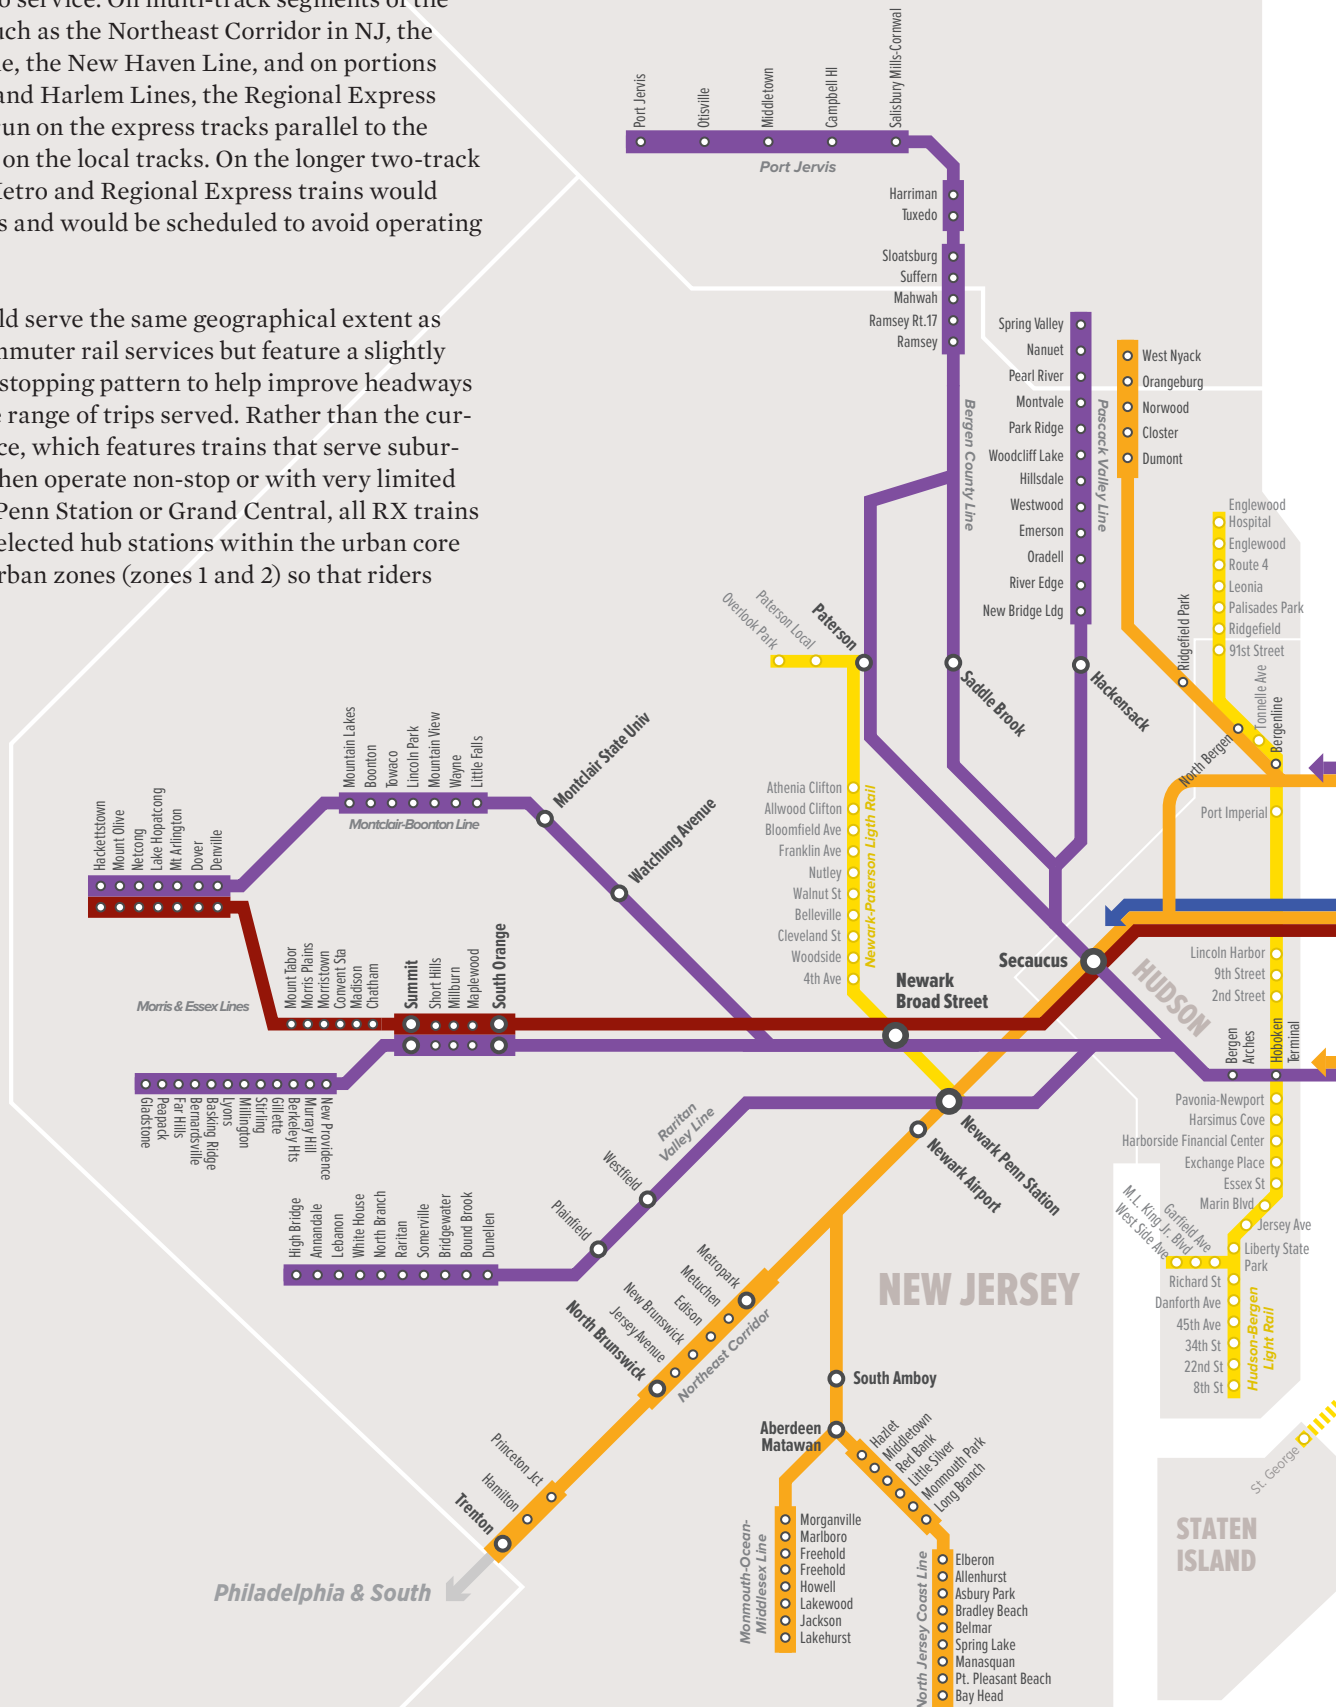 o service. On multi-track segments of the
uch as the Northeast Corridor in NJ, the
e, the New Haven Line, and on portions
and Harlem Lines, the Regional Express
run on the express tracks parallel to the
on the local tracks. On the longer two-track
Metro and Regional Express trains would
s and would be scheduled to avoid operating
ld serve the same geographical extent as
mmuter rail services but feature a slightly
stopping pattern to help improve headways
e range of trips served. Rather than the cur-
ce, which features trains that serve subur-
then operate non-stop or with very limited
Penn Station or Grand Central, all RX trains
elected hub stations within the urban core
rban zones (zones 1 and 2) so that riders
Port Jervis
Otisville
Middletown
Campbell Hl
Salisbury Mills-Cornwal
Port Jervis
Harriman
Tuxedo
Sloatsburg
Suffern
Mahwah
Ramsey Rt.17
Ramsey
Bergen County Line
Spring Valley
Nanuet
Pearl River
Montvale
Park Ridge
Woodcliff Lake
Hillsdale
Westwood
Emerson
Oradell
River Edge
New Bridge Ldg
Pascack Valley Line
West Nyack
Orangeburg
Norwood
Closter
Dumont
Englewood
Hospital
Englewood
Route 4
Leonia
Palisades Park
Ridgefield
91st Street
Tonnelle Ave
Bergenline
Ridgefield Park
North Bergen
Port Imperial
Overlook Park
Paterson Local
Paterson
Saddle Brook
Hackensack
Athenia Clifton
Allwood Clifton
Bloomfield Ave
Franklin Ave
Nutley
Walnut St
Belleville
Cleveland St
Woodside
4th Ave
Newark-Paterson Ligth Rail
Mountain Lakes
Boonton
Towaco
Lincoln Park
Mountain View
Wayne
Little Falls
Montclair-Boonton Line
Montclair State Univ
Watchung Avenue
Hackettstown
Mount Olive
Netcong
Lake Hopatcong
Mt Arlington
Dover
Denville
Morris & Essex Lines
Mount Tabor
Morris Plains
Morristown
Convent Sta
Madison
Chatham
Summit
Short Hills
Millburn
Maplewood
South Orange
Newark
Broad Street
Secaucus
HUDSON
Lincoln Harbor
9th Street
2nd Street
Bergen
Arches
Hoboken
Terminal
Gladstone
Peapack
Far Hills
Bernardsville
Basking Ridge
Lyons
Millington
Stirling
Gillette
Berkeley Hts
Murray Hill
New Providence
Raritan
Valley Line
Westfield
Plainfield
High Bridge
Annandale
Lebanon
White House
North Branch
Raritan
Somerville
Bridgewater
Bound Brook
Dunellen
Newark Penn Station
Newark Airport
Pavonia-Newport
Harsimus Cove
Harborside Financial Center
Exchange Place
Essex St
Marin Blvd
Jersey Ave
Liberty State
Park
Garfield Ave
M.L. King Jr. Blvd
West Side Ave
Richard St
Danforth Ave
45th Ave
34th St
22nd St
8th St
Hudson-Bergen
Light Rail
NEW JERSEY
Metropark
Metuchen
Edison
New Brunswick
Jersey Avenue
North Brunswick
Northeast Corridor
Princeton Jct
Hamilton
Trenton
Philadelphia & South
South Amboy
Aberdeen
Matawan
Hazlet
Middletown
Red Bank
Little Silver
Monmouth Park
Long Branch
Morganville
Marlboro
Freehold
Freehold
Howell
Lakewood
Jackson
Lakehurst
Monmouth-Ocean-
Middlesex Line
Elberon
Allenhurst
Asbury Park
Bradley Beach
Belmar
Spring Lake
Manasquan
Pt. Pleasant Beach
Bay Head
North Jersey Coast Line
St. George
STATEN
ISLAND